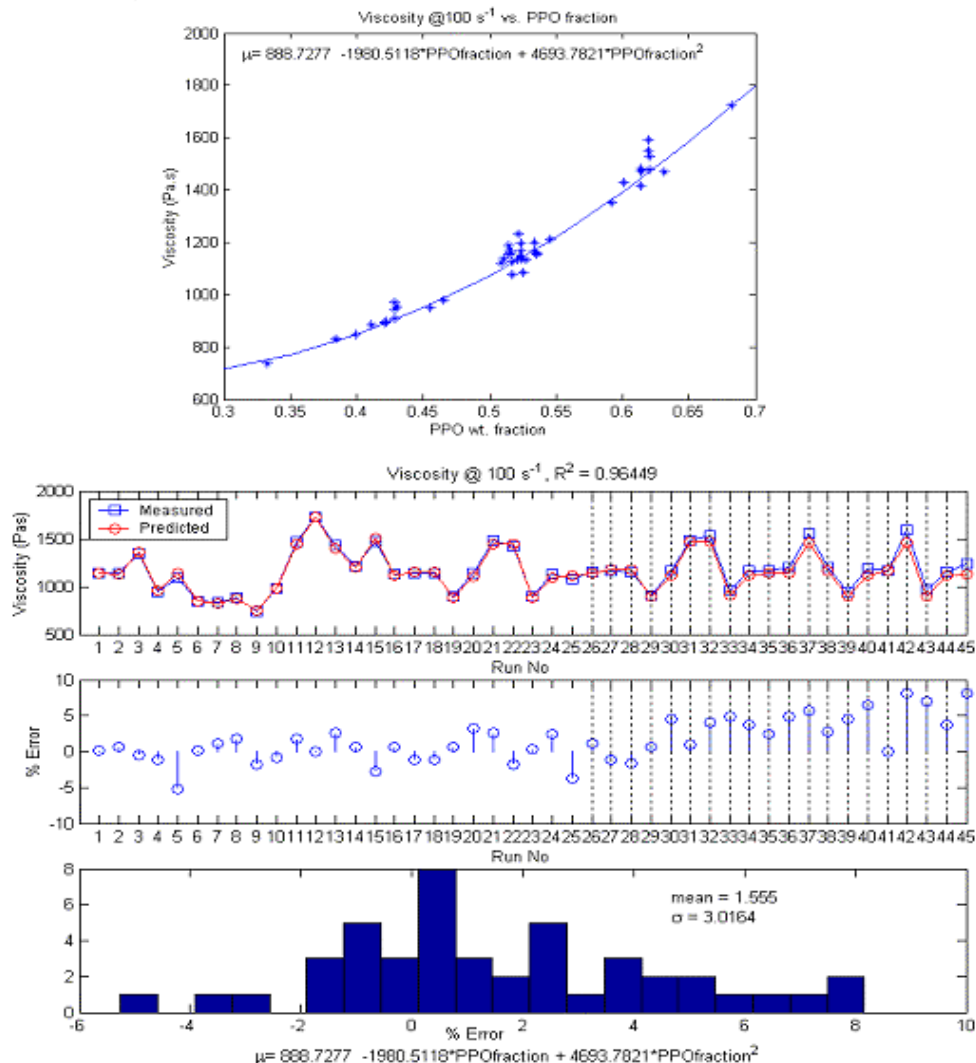 Viscosity @100 s⁻¹ vs. PPO fraction
μ= 888.7277 -1980.5118*PPOfraction + 4693.7821*PPOfraction²
2000
1800
1600
1400
1200
1000
800
600
Viscosity (Pa.s)
0.3 0.35 0.4 0.45 0.5 0.55 0.6 0.65 0.7
PPO wt. fraction
Viscosity @ 100 s⁻¹ , R² = 0.96449
2000
1500
1000
500
Viscosity (Pas)
Measured
Predicted
1 2 3 4 5 6 7 8 9 10 11 12 13 14 15 16 17 18 19 20 21 22 23 24 25 26 27 28 29 30 31 32 33 34 35 36 37 38 39 40 41 42 43 44 45
Run No
10
5
0
-5
-10
% Error
1 2 3 4 5 6 7 8 9 10 11 12 13 14 15 16 17 18 19 20 21 22 23 24 25 26 27 28 29 30 31 32 33 34 35 36 37 38 39 40 41 42 43 44 45
Run No
8
6
4
2
0
mean = 1.555
σ = 3.0164
-6 -4 -2 0 2 4 6 8 10
% Error
μ= 888.7277 -1980.5118*PPOfraction + 4693.7821*PPOfraction²